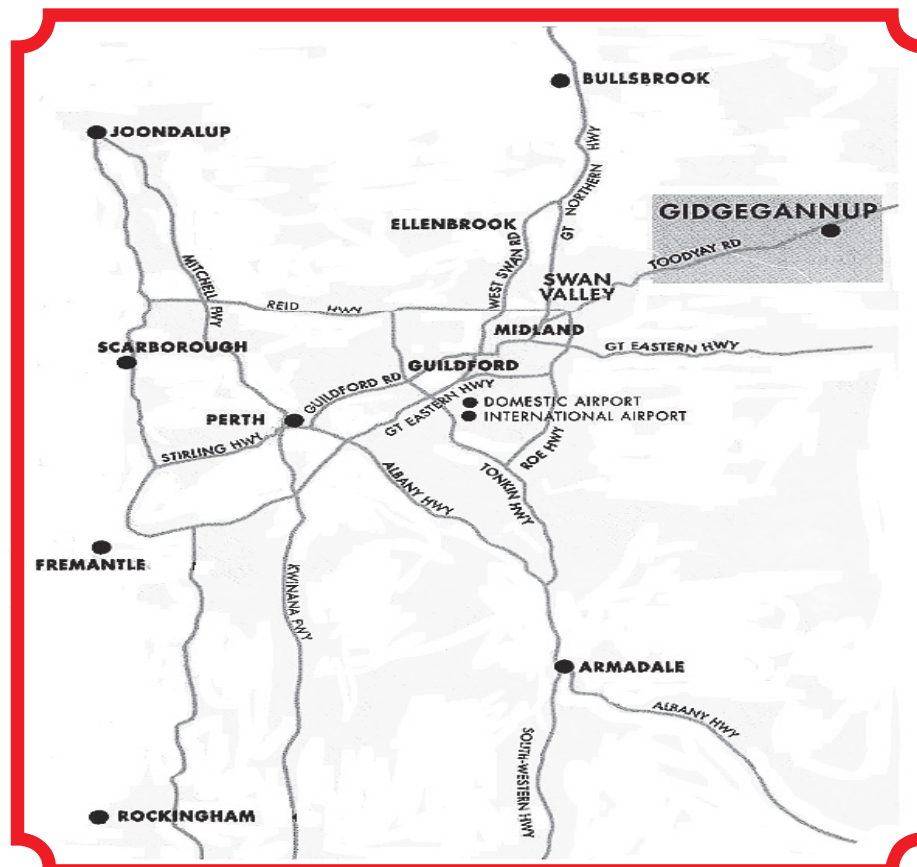 BULLSBROOK
JOONDALUP
GT NORTHERN HWY
GIDGEGANNUP
ELLENBROOK
WEST SWAN RD
TOODYAY RD
MITCHELL FWY
SWAN
VALLEY
REID HWY
MIDLAND
SCARBOROUGH
GT EASTERN HWY
GUILDFORD
GUILDFORD RD
GT EASTERN HWY
DOMESTIC AIRPORT
INTERNATIONAL AIRPORT
PERTH
STIRLING HWY
ROE HWY
ALBANY HWY
TONKIN HWY
FREMANTLE
KWINANA FWY
ARMADALE
ALBANY HWY
SOUTH-WESTERN HWY
ROCKINGHAM